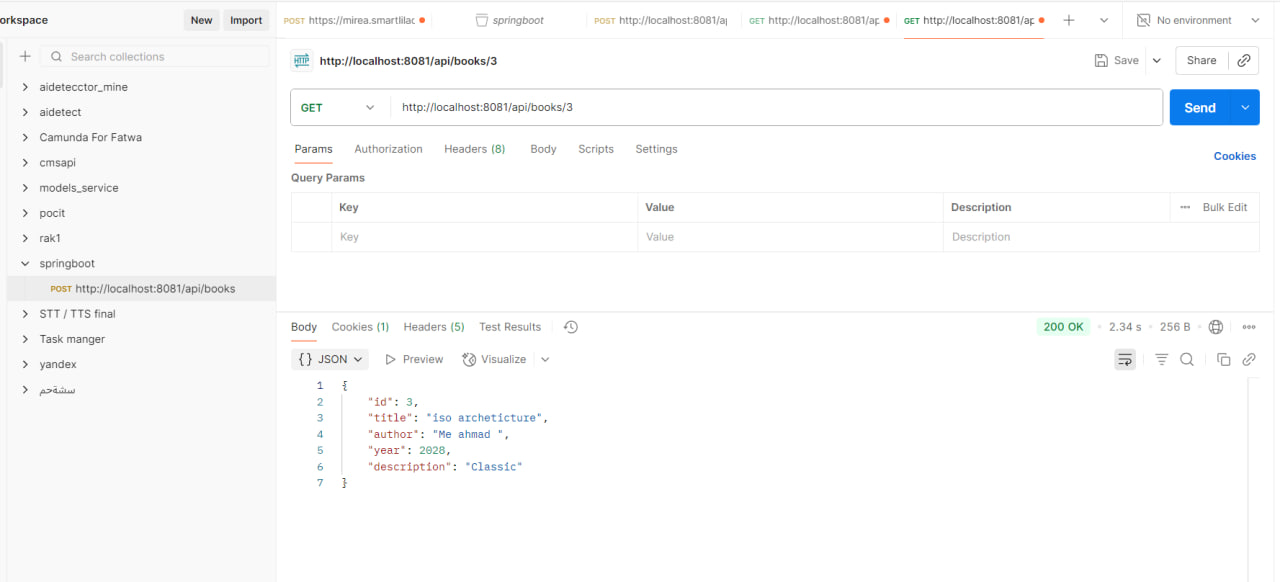 orkspace New Import
POST https://mirea.smartlilac
springboot
POST http://localhost:8081/ap
GET http://localhost:8081/ap
GET http://localhost:8081/ap
No environment
Search collections
aidetecctor_mine
aidetect
Camunda For Fatwa
cmsapi
models_service
pocit
rak1
springboot
POST http://localhost:8081/api/books
STT / TTS final
Task manger
yandex
سشةحم
HTTP http://localhost:8081/api/books/3 Save Share
GET http://localhost:8081/api/books/3 Send
Params Authorization Headers (8) Body Scripts Settings Cookies
Query Params
Key Value Description Bulk Edit
Key Value Description
Body Cookies (1) Headers (5) Test Results 200 OK 2.34 s 256 B
{} JSON Preview Visualize
1 {
2 "id": 3,
3 "title": "iso archeticture",
4 "author": "Me ahmad ",
5 "year": 2028,
6 "description": "Classic"
7 }